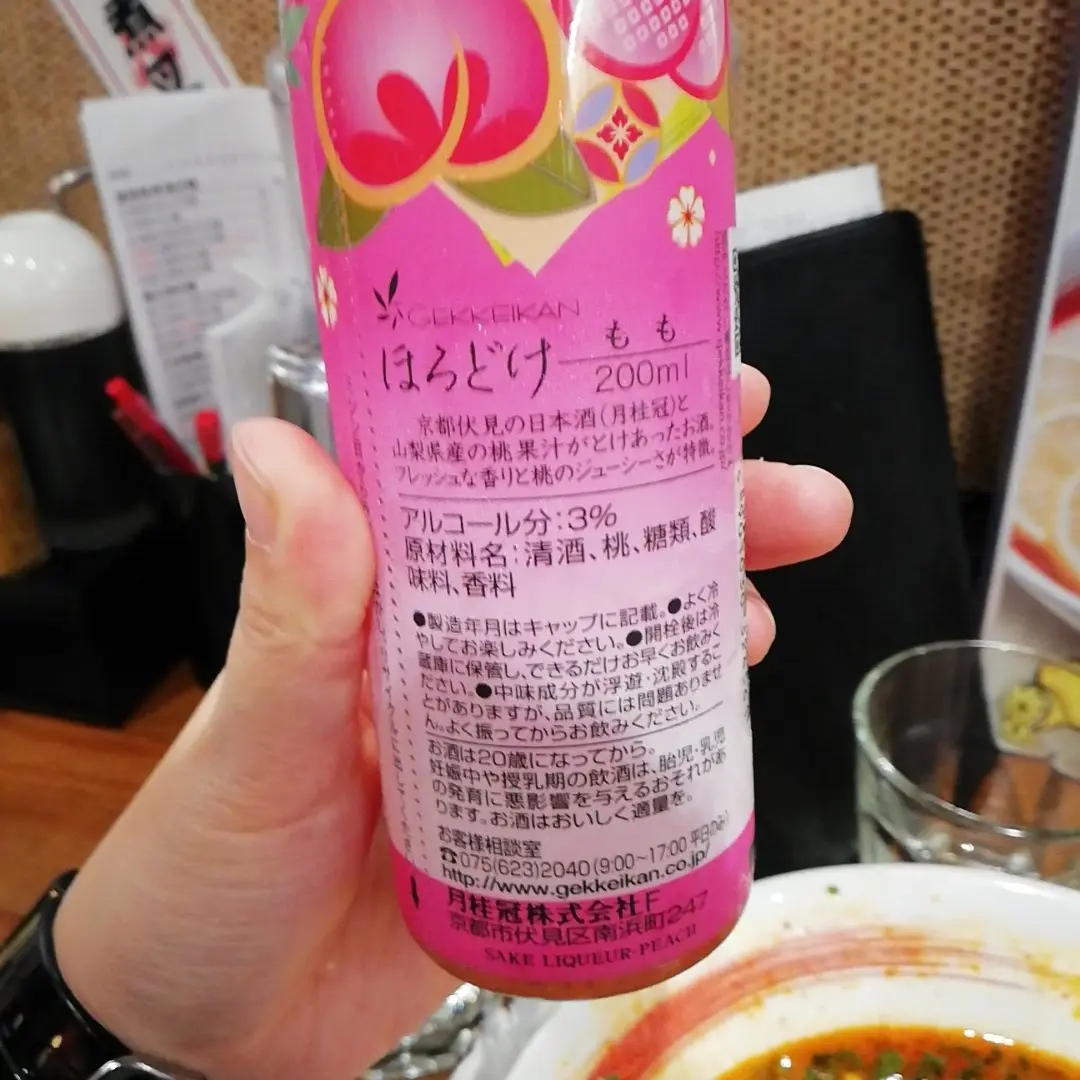 GEKKEIKAN
ほろどけ
もも
200ml
京都伏見の日本酒(月桂冠)と
山梨県産の桃果汁がとけあったお酒。
フレッシュな香りと桃のジューシーさが特徴。
アルコール分:3%
原材料名:清酒、桃、糖類、酸
味料、香料
●製造年月はキャップに記載。●よく冷
やしてお楽しみください。●開栓後は冷
蔵庫に保管し、できるだけお早くお飲みく
ださい。●中味成分が浮遊・沈殿するこ
とがありますが、品質には問題ありませ
ん。よく振ってからお飲みください。
お酒は20歳になってから。
妊娠中や授乳期の飲酒は、胎児・乳児
の発育に悪影響を与えるおそれがあ
ります。お酒はおいしく適量を。
お客様相談室
☎075(623)2040(9:00~17:00 平日のみ)
http://www.gekkeikan.co.jp/
月桂冠株式会社F
京都市伏見区南浜町247
SAKE LIQUEUR・PEACH